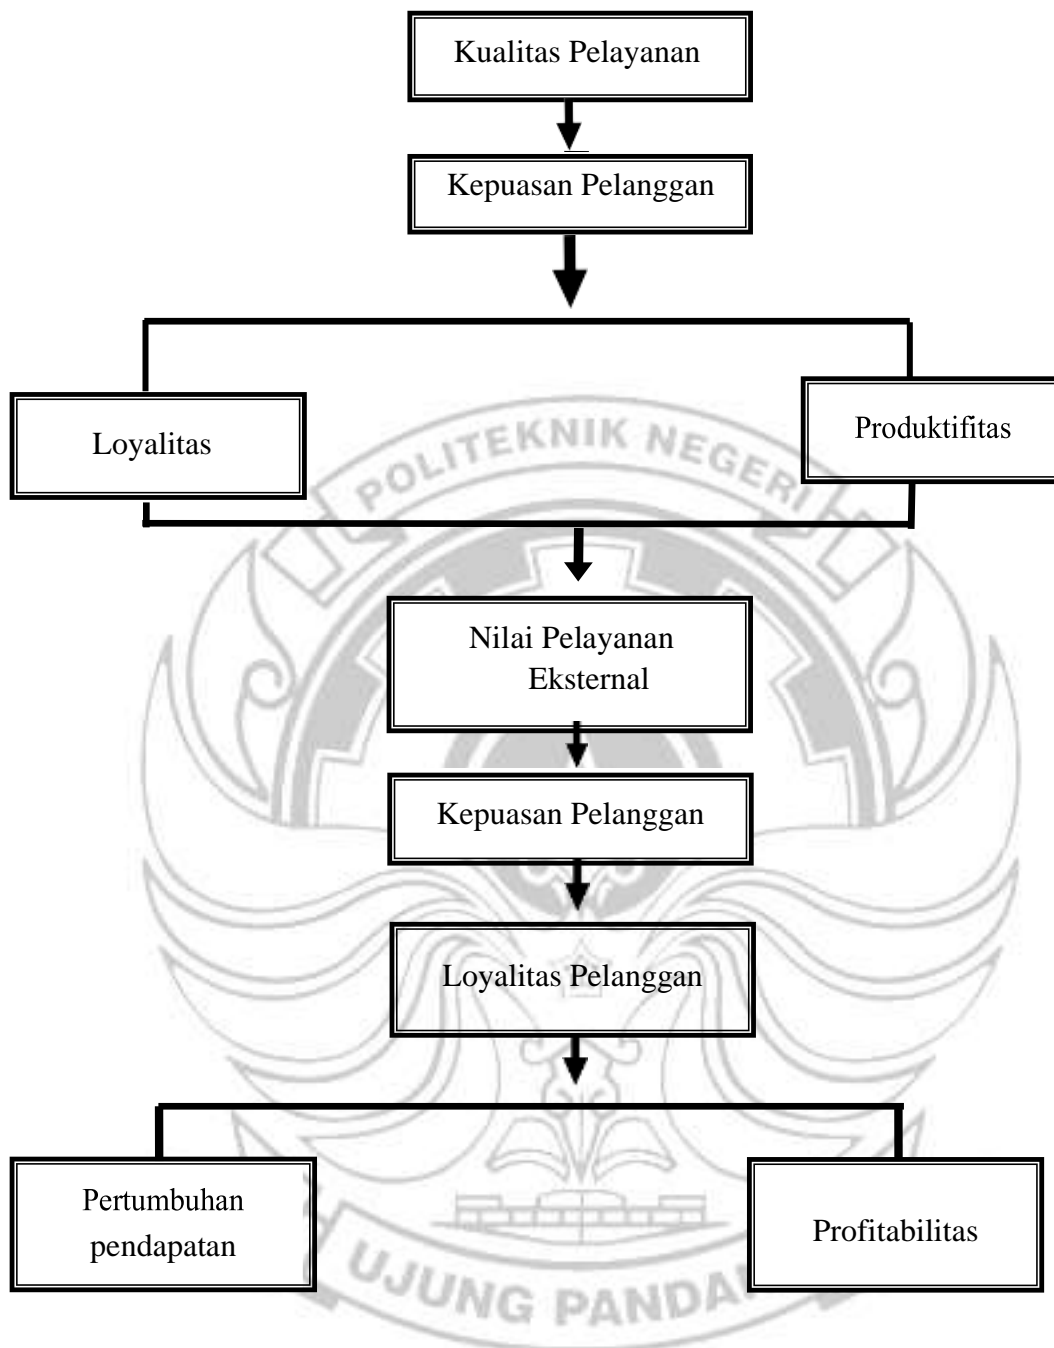 Kualitas Pelayanan
Kepuasan Pelanggan
Loyalitas
Produktifitas
POLITEKNIK NEGERI
Nilai Pelayanan
Eksternal
Kepuasan Pelanggan
Loyalitas Pelanggan
Pertumbuhan
pendapatan
Profitabilitas
UJUNG PANDA